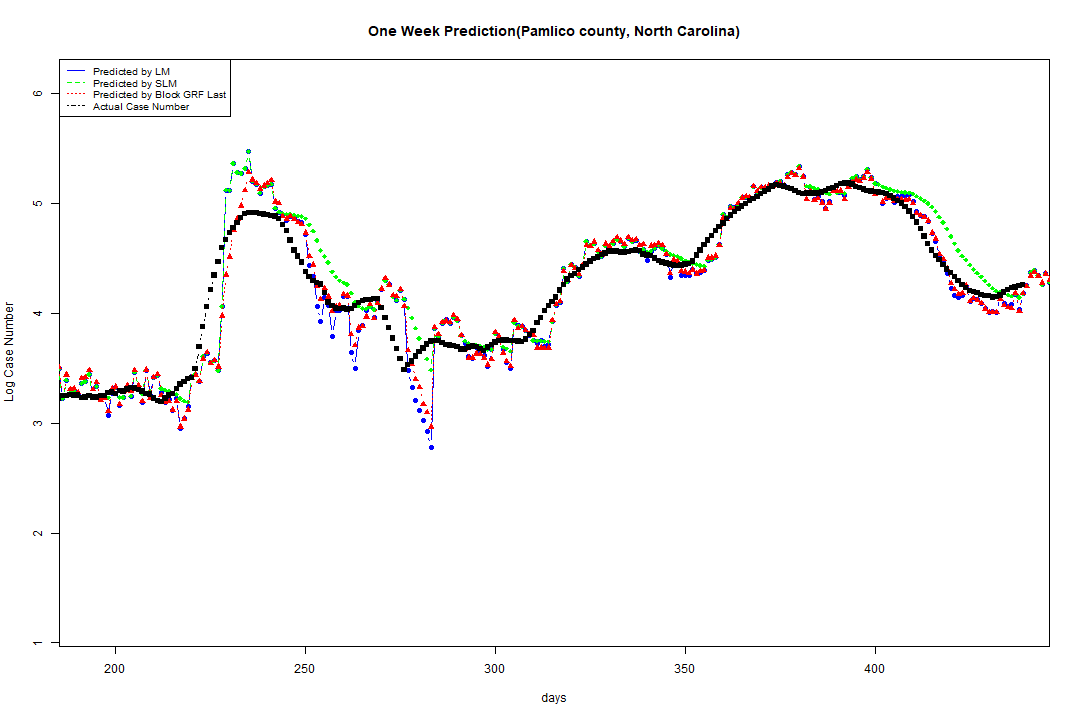 One Week Prediction(Pamlico county, North Carolina)
Predicted by LM
Predicted by SLM
Predicted by Block GRF Last
Actual Case Number
6
5
4
3
2
1
Log Case Number
200
250
300
350
400
days